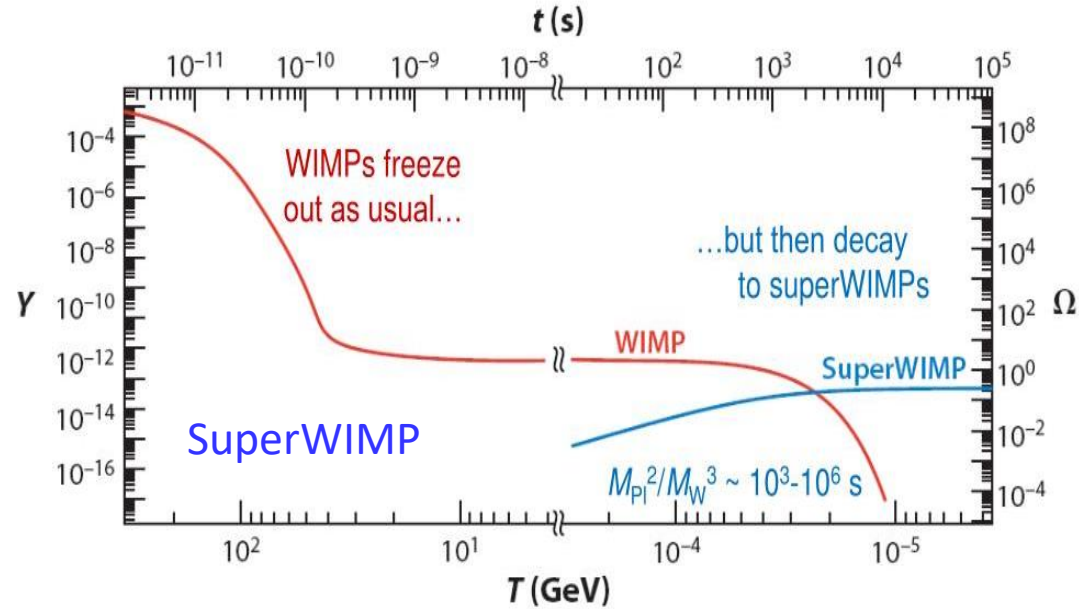 t (s)
10⁻¹¹ 10⁻¹⁰ 10⁻⁹ 10⁻⁸ 10² 10³ 10⁴ 10⁵
10⁻⁴
10⁻⁶
10⁻⁸
10⁻¹⁰
10⁻¹²
10⁻¹⁴
10⁻¹⁶
Y
WIMPs freeze
out as usual…
…but then decay
to superWIMPs
WIMP
SuperWIMP
SuperWIMP
M_Pl²/M_W³ ~ 10³-10⁶ s
10⁸
10⁶
10⁴
10²
10⁰
10⁻²
10⁻⁴
Ω
10² 10¹ 10⁻⁴ 10⁻⁵
T (GeV)